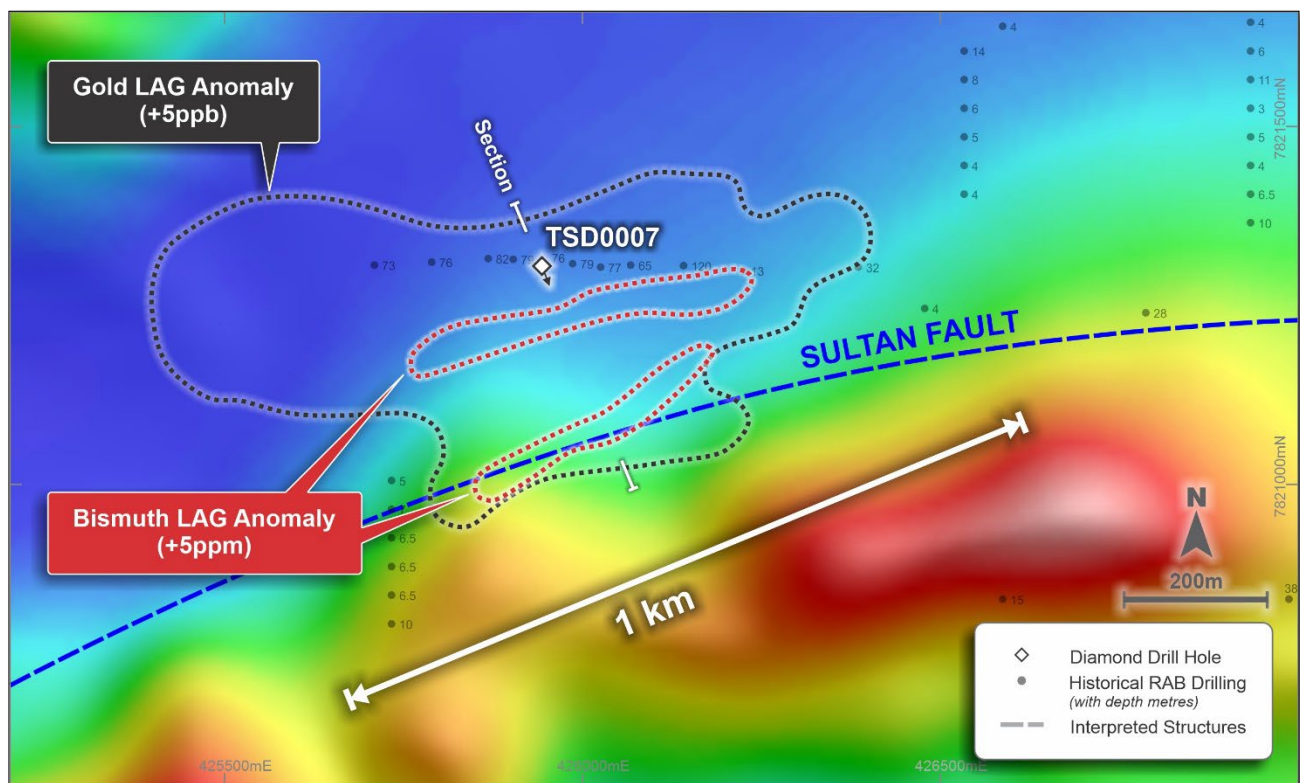 Gold LAG Anomaly
(+5ppb)
Section
TSD0007
SULTAN FAULT
Bismuth LAG Anomaly
(+5ppm)
1 km
N
200m
Diamond Drill Hole
Historical RAB Drilling
(with depth metres)
Interpreted Structures
7821500mN
7821000mN
425500mE
426500mE
4
14
8
6
5
4
4
4
6
11
3
5
4
6.5
10
73
76
82
76
79
77
65
120
32
4
28
5
6.5
6.5
6.5
10
15
38